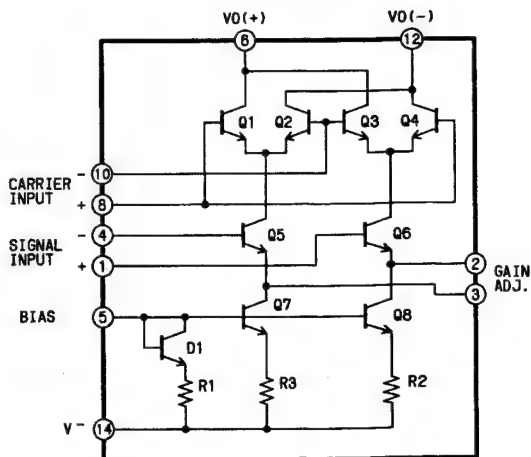 VO(+) VO(-)
6 12
Q1 Q2 Q3 Q4
- 10
CARRIER
INPUT
+ 8
- 4 Q5 Q6
SIGNAL
INPUT
+ 1
2 GAIN
ADJ.
3
Q7 Q8
BIAS 5
D1
R1 R3 R2
V- 14